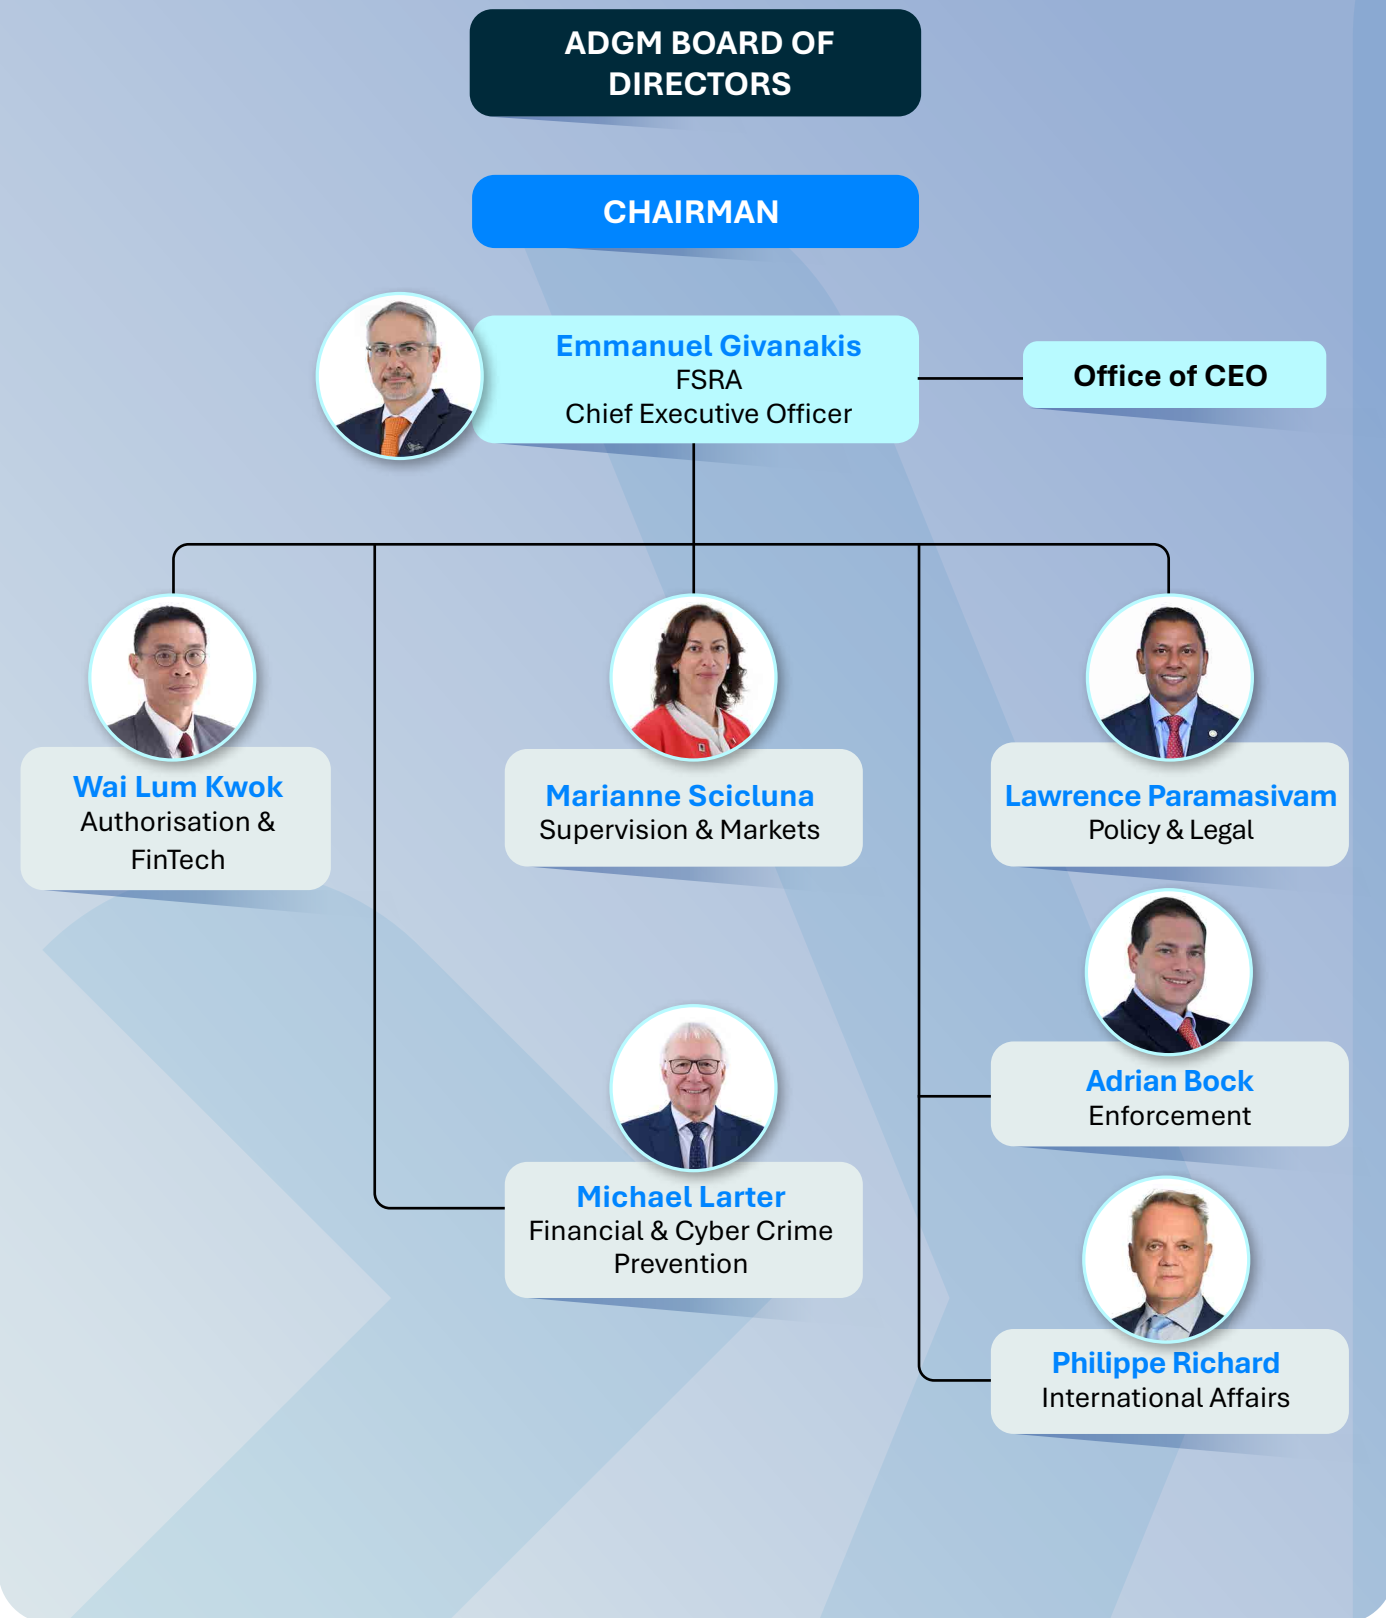 ADGM BOARD OF
DIRECTORS
CHAIRMAN
Emmanuel Givanakis
FSRA
Chief Executive Officer
Office of CEO
Wai Lum Kwok
Authorisation &
FinTech
Marianne Scicluna
Supervision & Markets
Lawrence Paramasivam
Policy & Legal
Adrian Bock
Enforcement
Michael Larter
Financial & Cyber Crime
Prevention
Philippe Richard
International Affairs